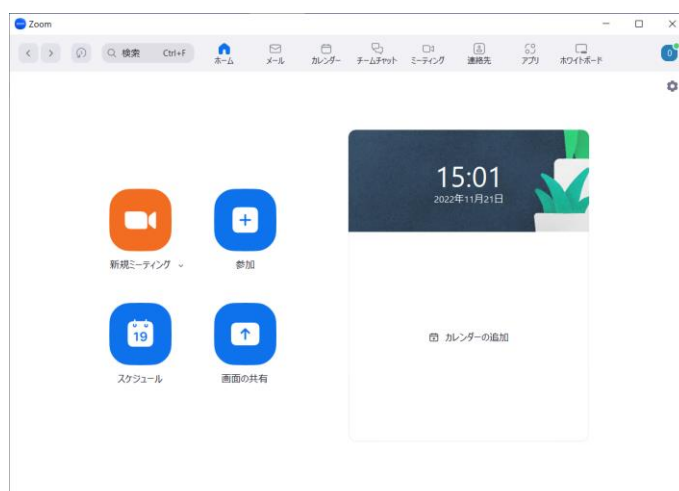 Zoom
検索 Ctrl+F
ホーム
メール
カレンダー
チームチャット
ミーティング
連絡先
アプリ
ホワイトボード
0
15:01
2022年11月21日
新規ミーティング
参加
19
スケジュール
画面の共有
カレンダーの追加